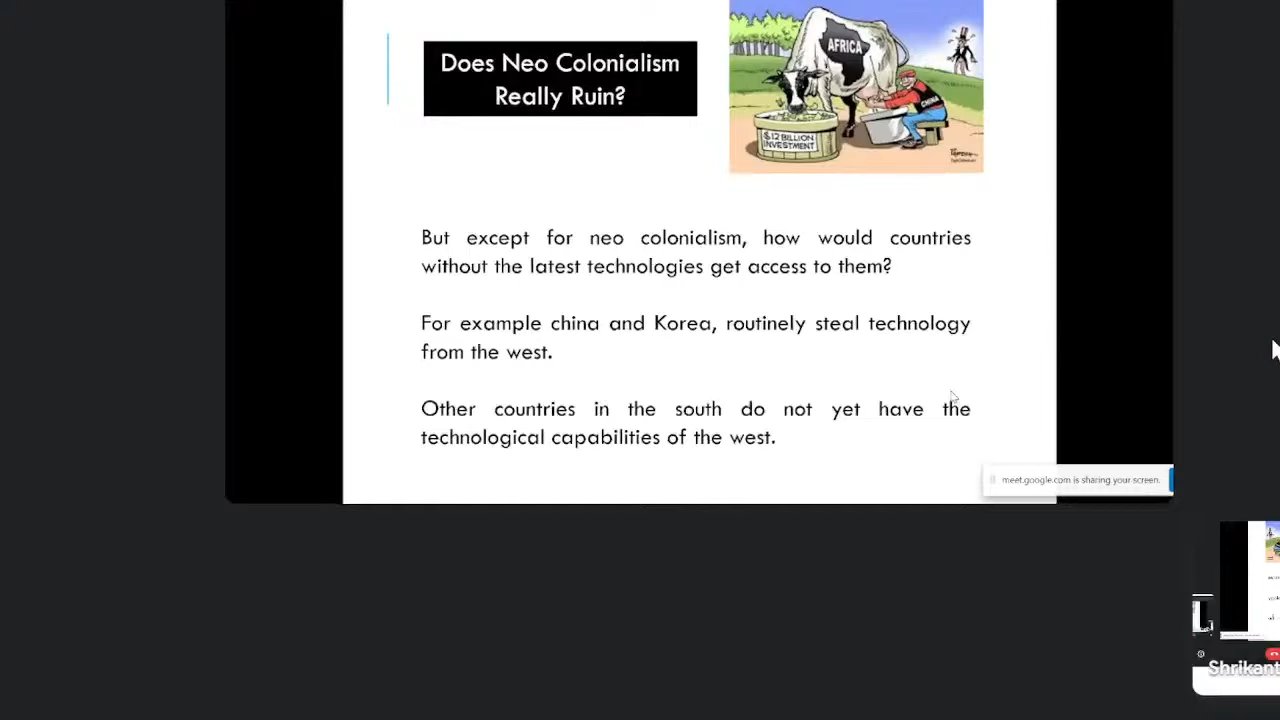 Does Neo Colonialism
Really Ruin?
AFRICA
CHINA
$12 BILLION
INVESTMENT
But except for neo colonialism, how would countries
without the latest technologies get access to them?
For example china and Korea, routinely steal technology
from the west.
Other countries in the south do not yet have the
technological capabilities of the west.
meet.google.com is sharing your screen.
Shrikant